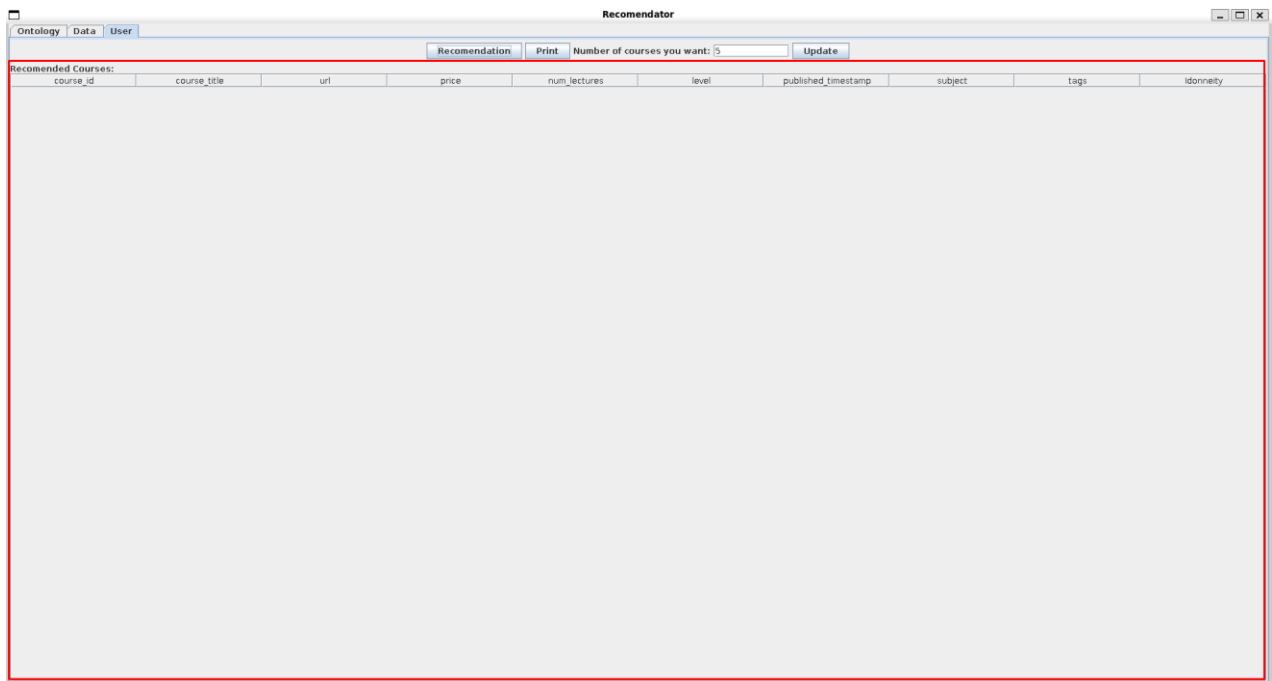 Recomendator
Ontology Data User
Recomendation Print Number of courses you want: 5 Update
Recomended Courses:
course_id course_title url price num_lectures level published_timestamp subject tags Idonneity